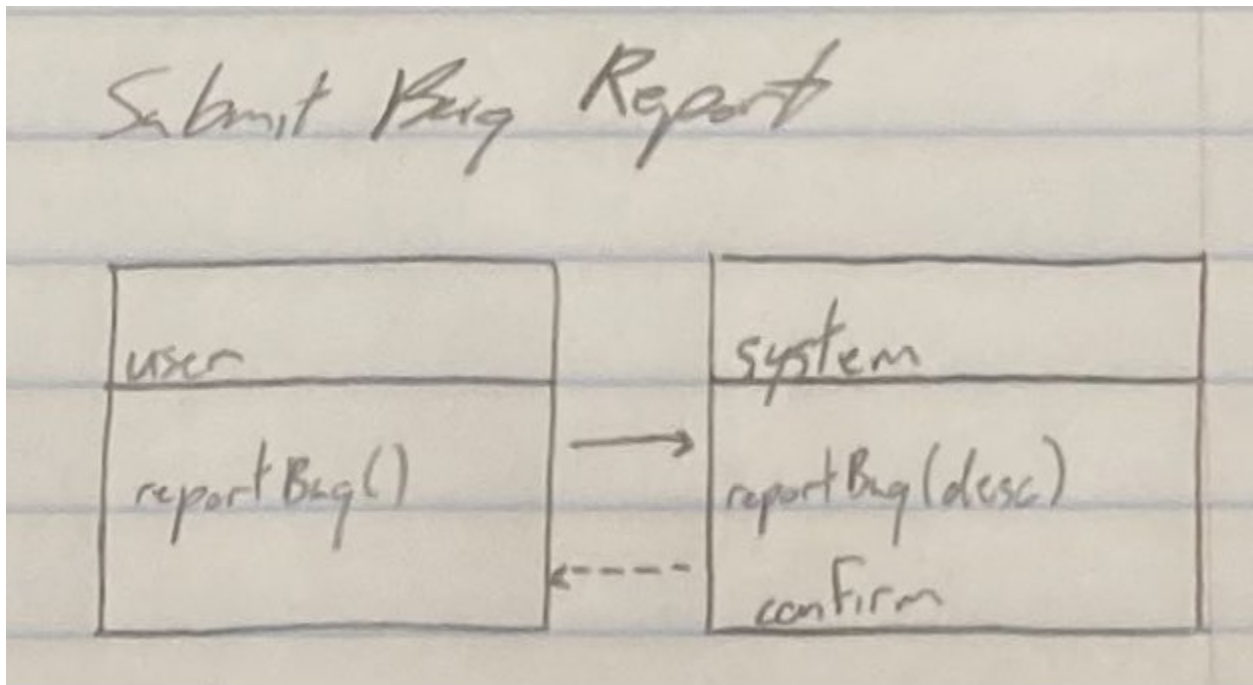 Submit Bug Report
user
system
reportBug()
reportBug(desc)
confirm